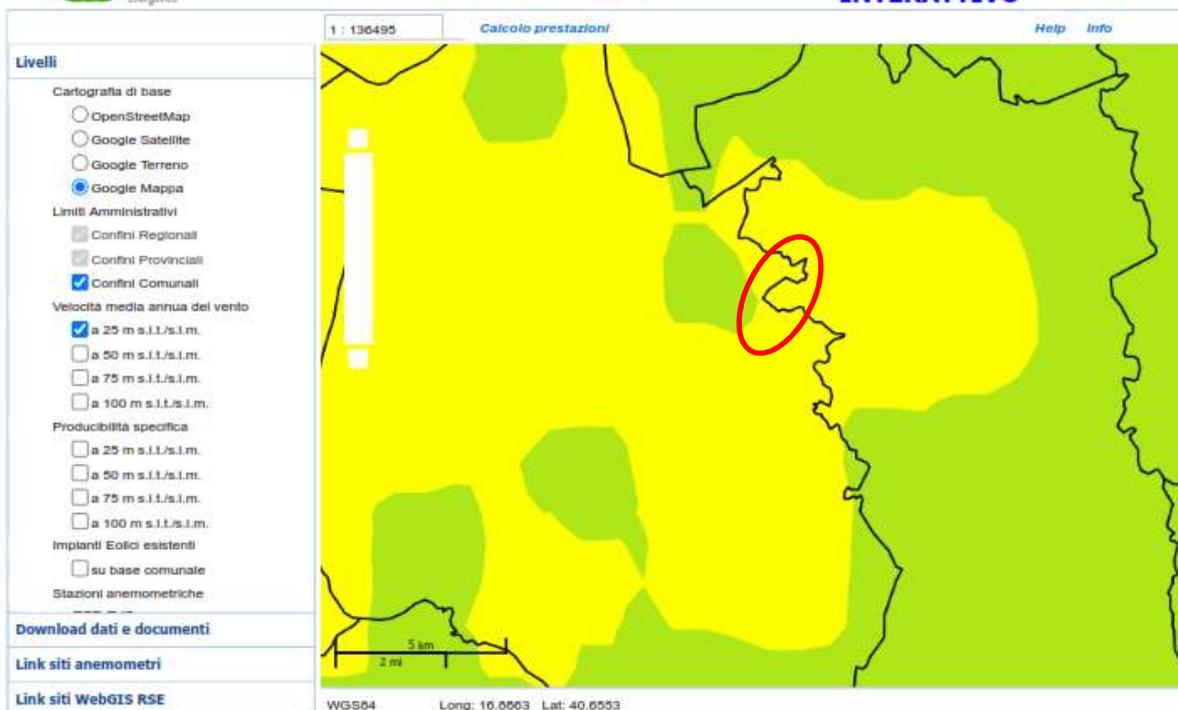 1 : 136495
Calcolo prestazioni
Help Info
Livelli
Cartografia di base
OpenStreetMap
Google Satellite
Google Terreno
Google Mappa
Limiti Amministrativi
Confini Regionali
Confini Provinciali
Confini Comunali
Velocità media annua del vento
a 25 m s.l.t./s.l.m.
a 50 m s.l.t./s.l.m.
a 75 m s.l.t./s.l.m.
a 100 m s.l.t./s.l.m.
Producibilità specifica
a 25 m s.l.t./s.l.m.
a 50 m s.l.t./s.l.m.
a 75 m s.l.t./s.l.m.
a 100 m s.l.t./s.l.m.
Impianti Eolici esistenti
su base comunale
Stazioni anemometriche
Download dati e documenti
Link siti anemometri
Link siti WebGIS RSE
5 km
2 mi
WGS84 Long: 16.8863 Lat: 40.6553